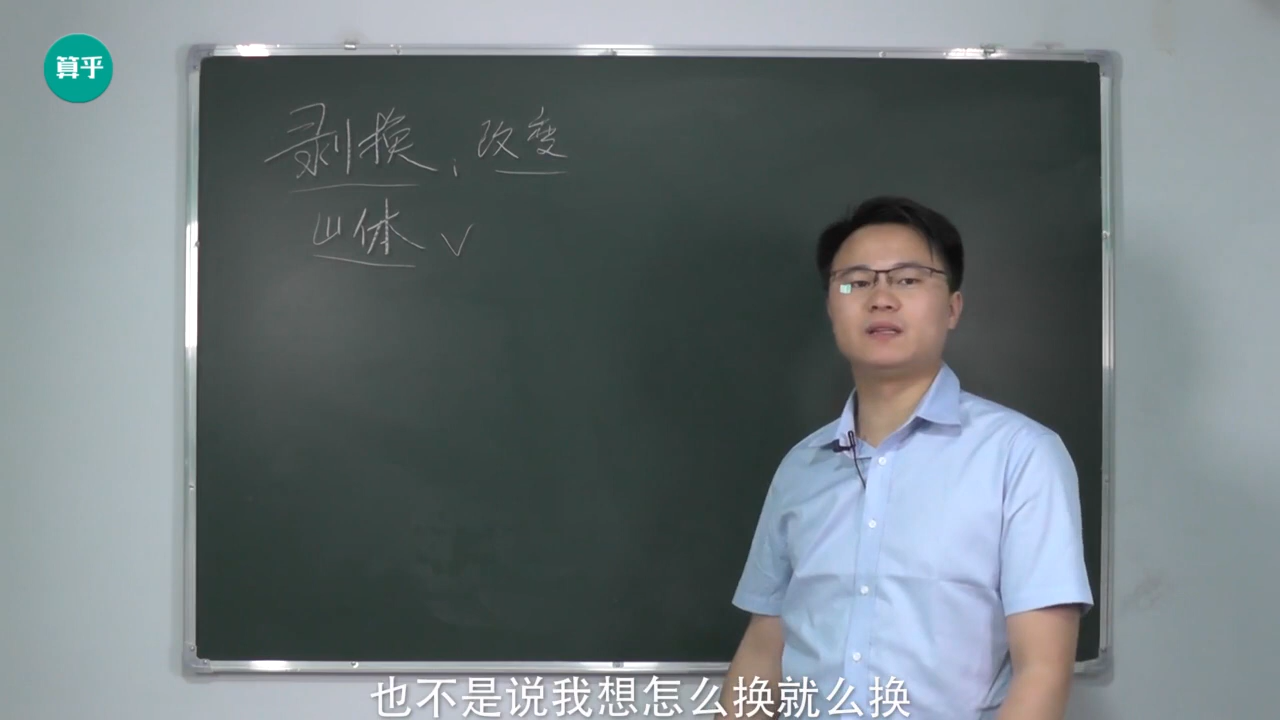 算乎
剥换、改变
山体 √
也不是说我想怎么换就么换